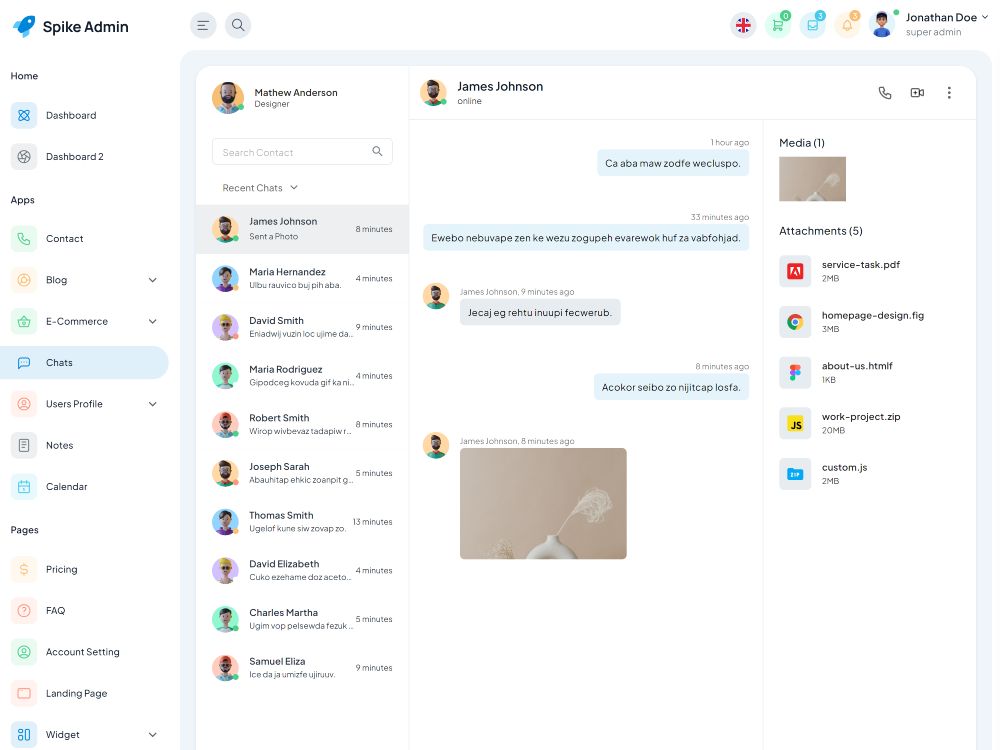 Spike Admin
0
3
3
Jonathan Doe
super admin
Home
Dashboard
Dashboard 2
Apps
Contact
Blog
E-Commerce
Chats
Users Profile
Notes
Calendar
Pages
Pricing
FAQ
Account Setting
Landing Page
Widget
Mathew Anderson
Designer
Search Contact
Recent Chats
James Johnson
Sent a Photo
8 minutes
Maria Hernandez
Ulbu rauvico buj pih aba.
4 minutes
David Smith
Eniadwij vuzin loc ujime da...
9 minutes
Maria Rodriguez
Gipodceg kovuda gif ka ni...
4 minutes
Robert Smith
Wirop wivbevaz tadapiw r...
8 minutes
Joseph Sarah
Abauhitap ehkic zoanpit g...
5 minutes
Thomas Smith
Ugelof kune siw zovap zo.
13 minutes
David Elizabeth
Cuko ezehame doz aceto...
4 minutes
Charles Martha
Ugim vop pelsewda fezuk ...
5 minutes
Samuel Eliza
Ice da ja umizfe ujiruuv.
9 minutes
James Johnson
online
1 hour ago
Ca aba maw zodfe wecluspo.
33 minutes ago
Ewebo nebuvape zen ke wezu zogupeh evarewok huf za vabfohjad.
James Johnson, 9 minutes ago
Jecaj eg rehtu inuupi fecwerub.
8 minutes ago
Acokor seibo zo nijitcap losfa.
James Johnson, 8 minutes ago
Media (1)
Attachments (5)
service-task.pdf
2MB
homepage-design.fig
3MB
about-us.htmlf
1KB
JS
work-project.zip
20MB
ZIP
custom.js
2MB